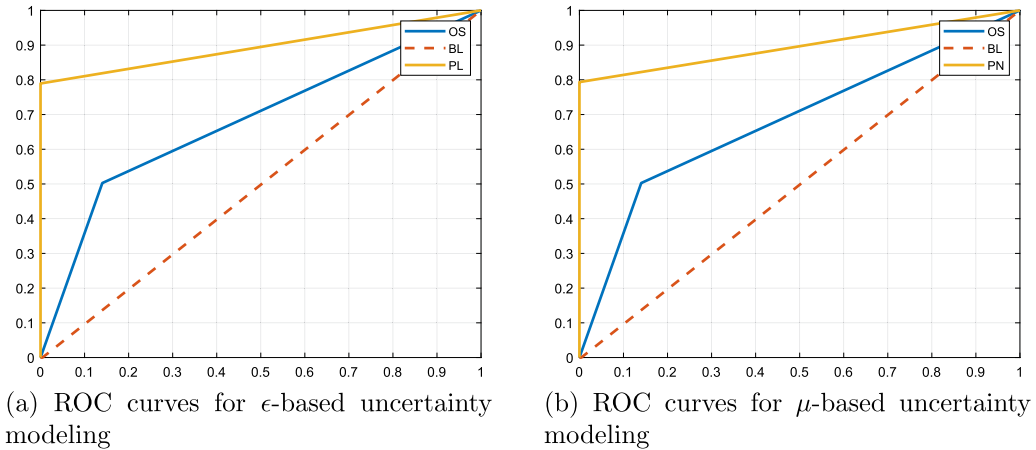 1
0.9
0.8
0.7
0.6
0.5
0.4
0.3
0.2
0.1
0
0 0.1 0.2 0.3 0.4 0.5 0.6 0.7 0.8 0.9 1
OS
BL
PL
(a) ROC curves for ϵ-based uncertainty
modeling
1
0.9
0.8
0.7
0.6
0.5
0.4
0.3
0.2
0.1
0
0 0.1 0.2 0.3 0.4 0.5 0.6 0.7 0.8 0.9 1
OS
BL
PN
(b) ROC curves for μ-based uncertainty
modeling